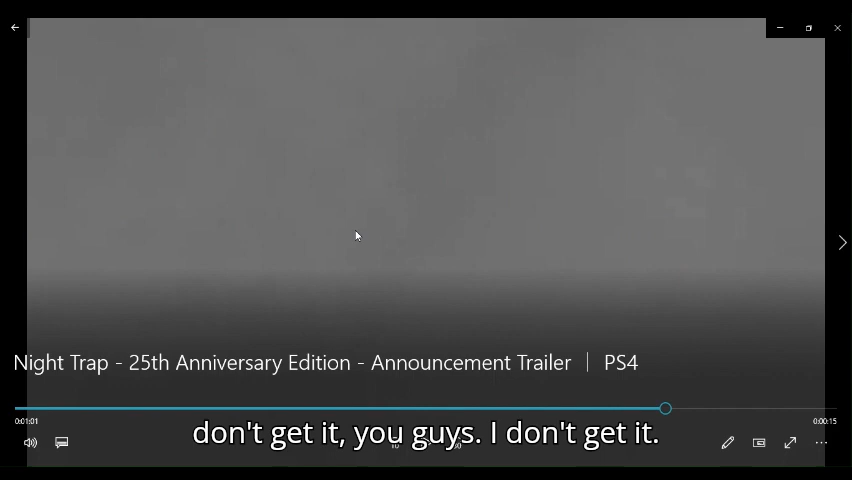 Night Trap - 25th Anniversary Edition - Announcement Trailer | PS4
0:01:01
0:00:15
don't get it, you guys. I don't get it.